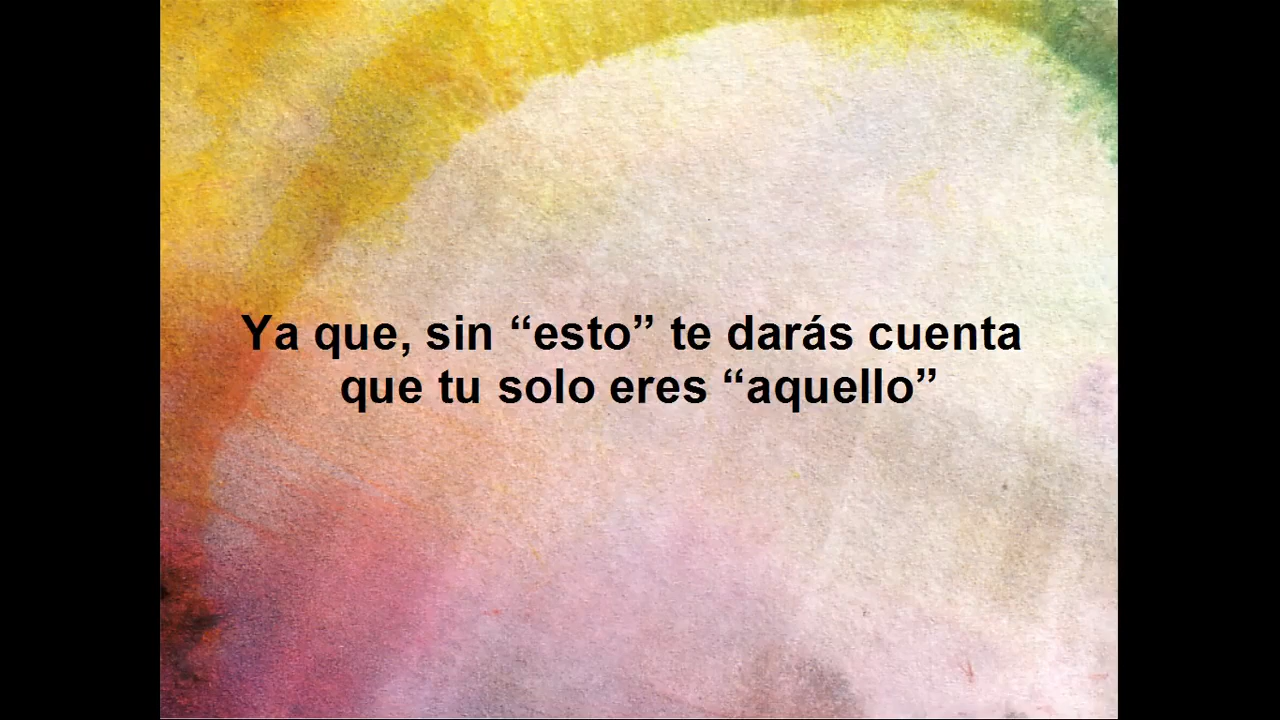 Ya que, sin “esto” te darás cuenta
que tu solo eres “aquello”